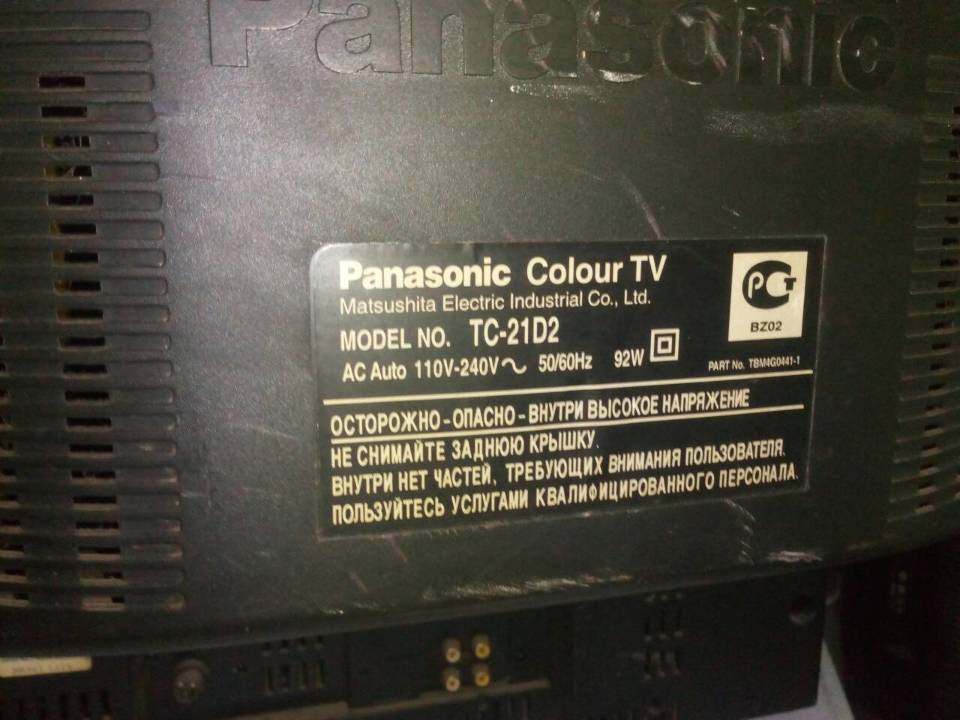 Panasonic
Panasonic Colour TV
Matsushita Electric Industrial Co., Ltd.
MODEL NO. TC-21D2
AC Auto 110V-240V~ 50/60Hz 92W
РСТ
BZ02
PART No. TBM4G0441-1
ОСТОРОЖНО-ОПАСНО-ВНУТРИ ВЫСОКОЕ НАПРЯЖЕНИЕ
НЕ СНИМАЙТЕ ЗАДНЮЮ КРЫШКУ.
ВНУТРИ НЕТ ЧАСТЕЙ, ТРЕБУЮЩИХ ВНИМАНИЯ ПОЛЬЗОВАТЕЛЯ.
ПОЛЬЗУЙТЕСЬ УСЛУГАМИ КВАЛИФИЦИРОВАННОГО ПЕРСОНАЛА.